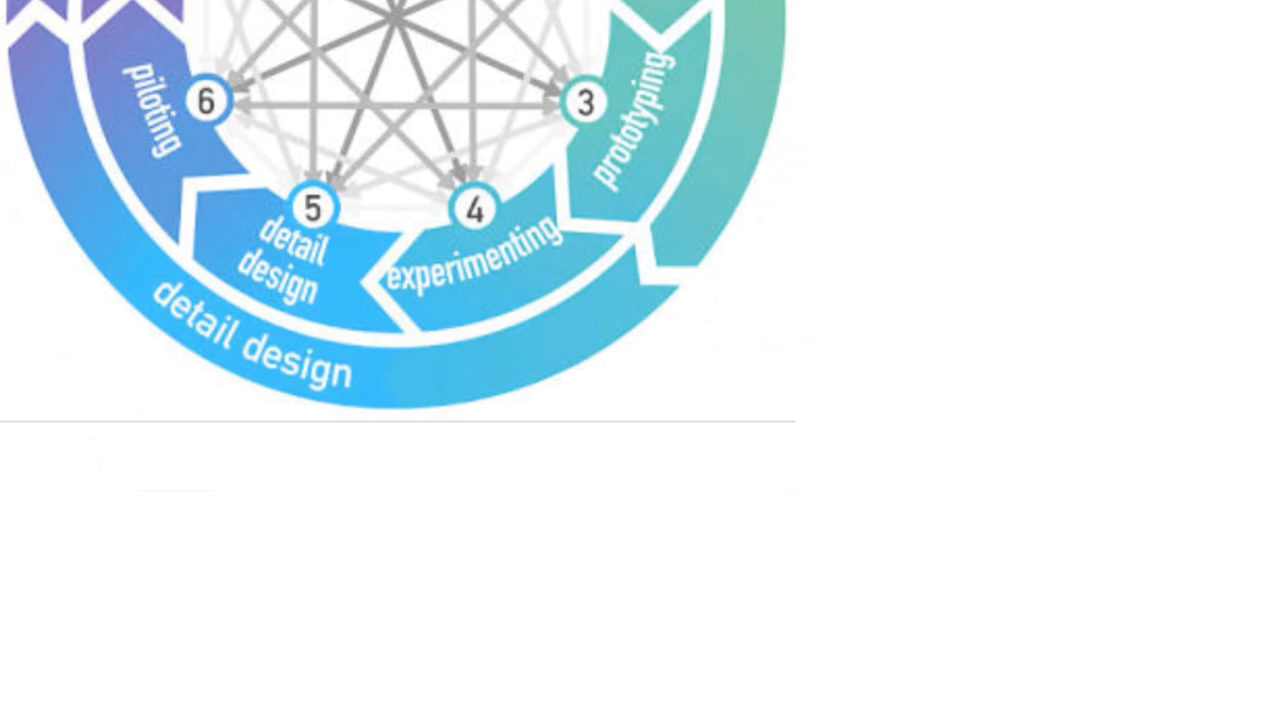 piloting
6
3
prototyping
5
4
detail
design
experimenting
detail design